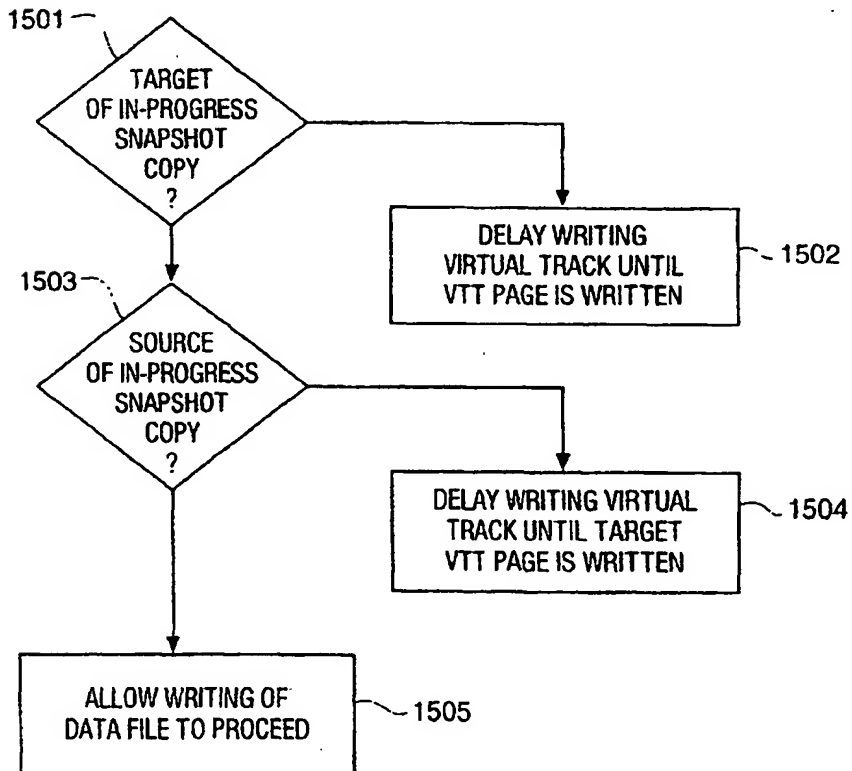 1501
TARGET
OF IN-PROGRESS
SNAPSHOT
COPY
?
DELAY WRITING
VIRTUAL TRACK UNTIL
VTT PAGE IS WRITTEN
1502
1503
SOURCE
OF IN-PROGRESS
SNAPSHOT
COPY
?
DELAY WRITING VIRTUAL
TRACK UNTIL TARGET
VTT PAGE IS WRITTEN
1504
ALLOW WRITING OF
DATA FILE TO PROCEED
1505